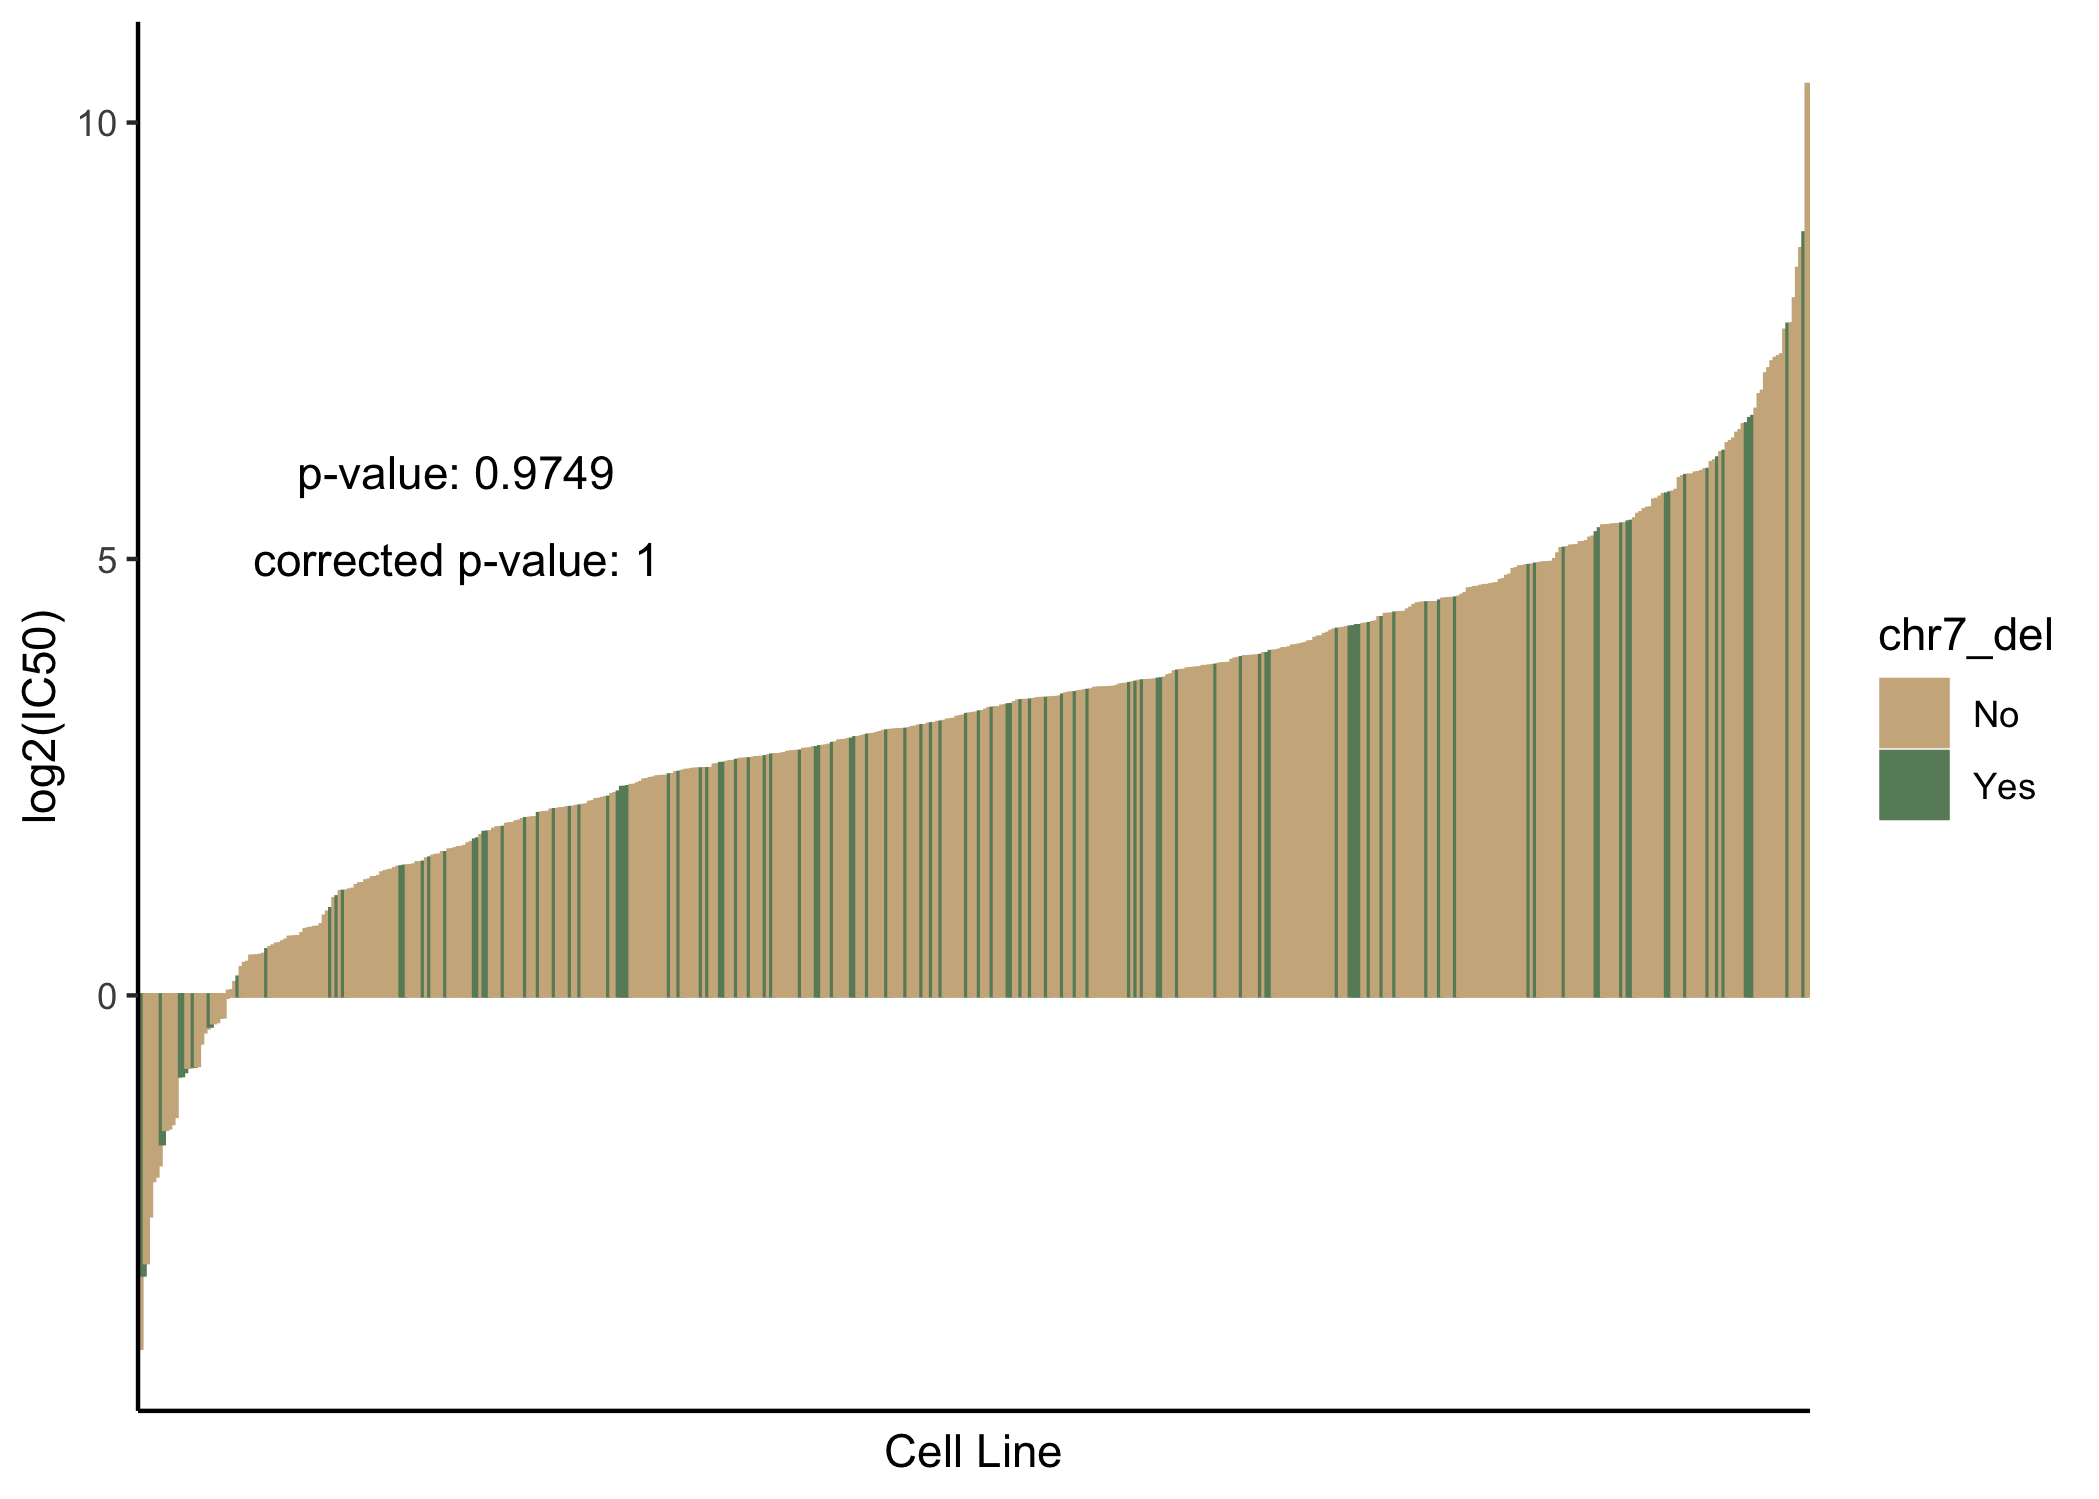 10
5
0
log2(IC50)
p-value: 0.9749
corrected p-value: 1
Cell Line
chr7_del
No
Yes